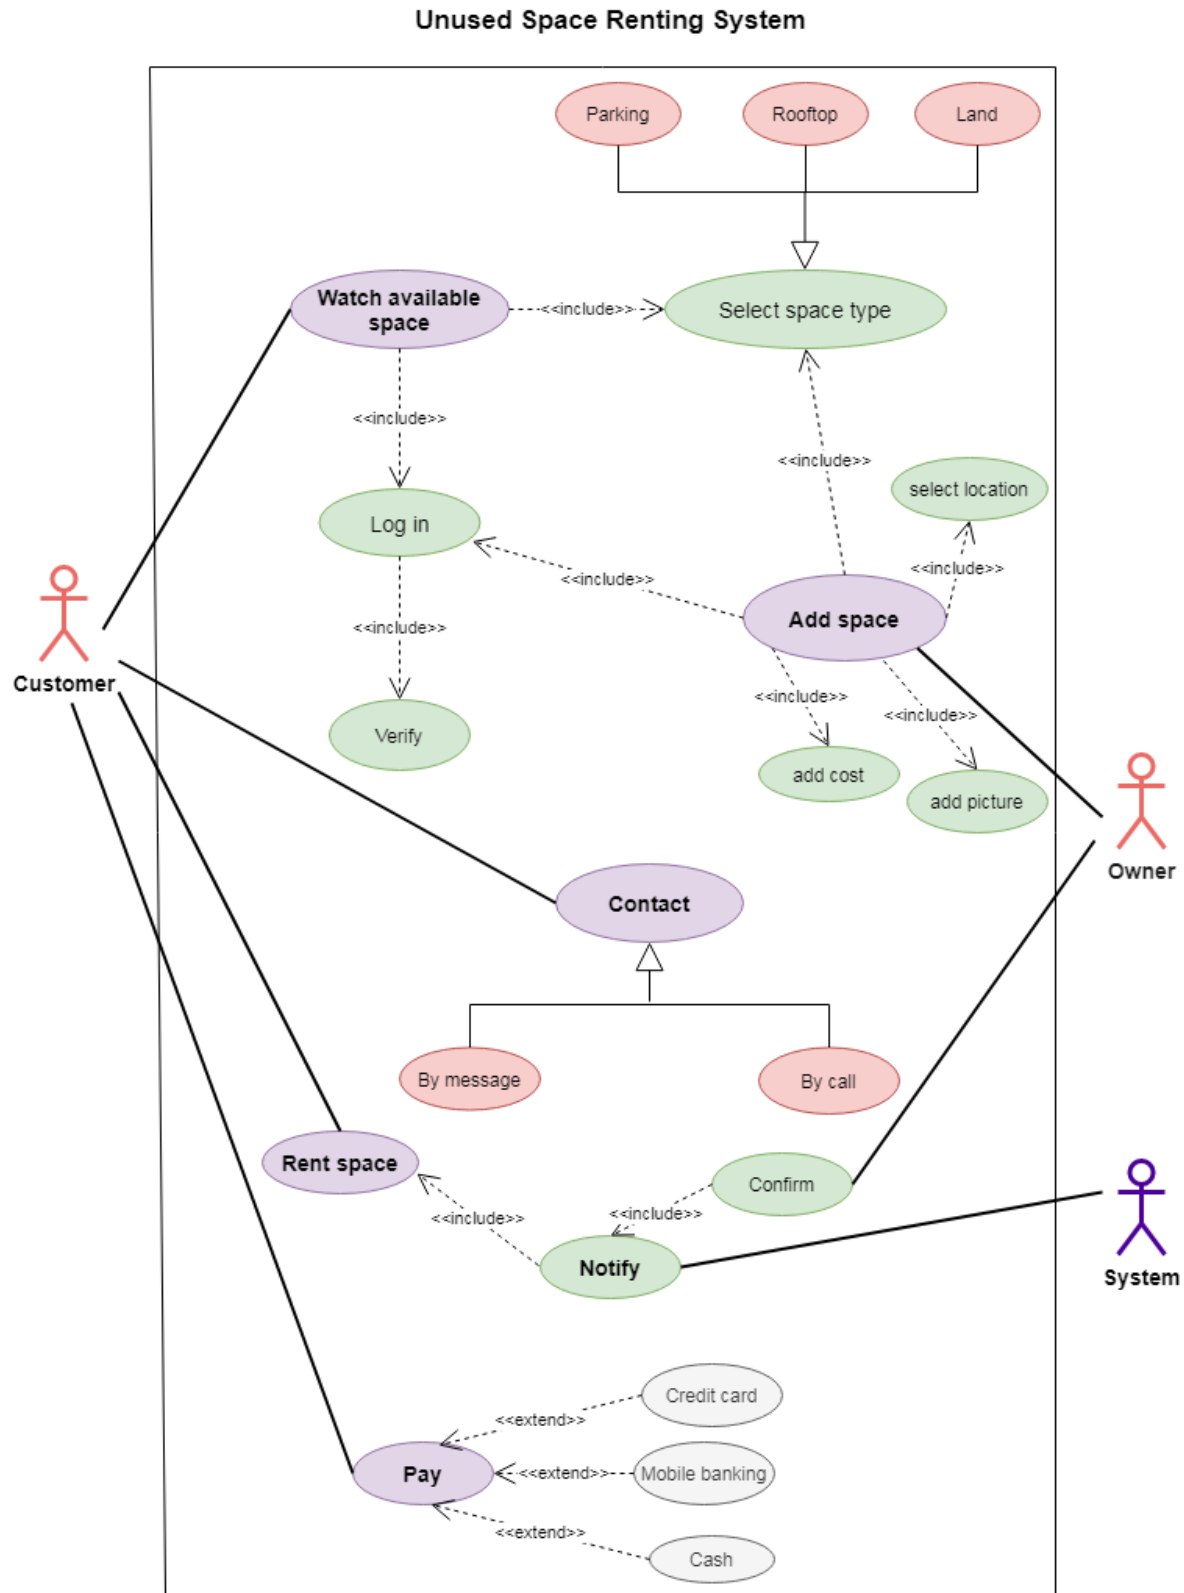 Unused Space Renting System
Parking
Rooftop
Land
Watch available
space
<<include>>
Select space type
<<include>>
<<include>>
select location
Log in
<<include>>
<<include>>
Add space
<<include>>
Customer
<<include>>
<<include>>
Verify
add cost
add picture
Owner
Contact
By message
By call
Rent space
Confirm
<<include>>
<<include>>
Notify
System
Credit card
<<extend>>
Pay
<<extend>>
Mobile banking
<<extend>>
Cash